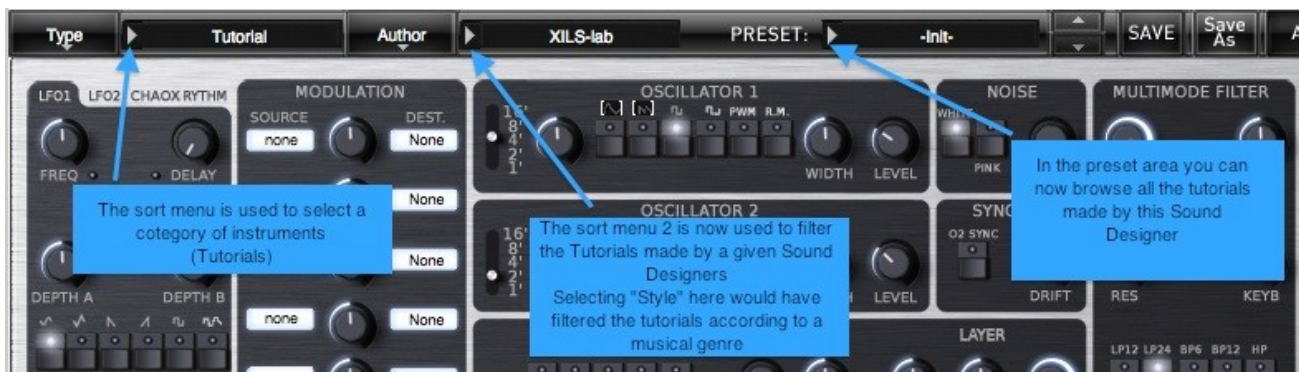 Type Tutorial Author XILS-lab PRESET: -Init- SAVE Save As A
LFO1 LFO2 CHAOX RYTHM
MODULATION
OSCILLATOR 1
NOISE
MULTIMODE FILTER
SOURCE DEST.
none None
16'
8'
4'
2'
1'
PWM R.M.
WHITE
FREQ DELAY
WIDTH LEVEL
PINK
In the preset area you can
now browse all the tutorials
made by this Sound
Designer
None
The sort menu is used to select a
cotegory of instruments
(Tutorials)
OSCILLATOR 2
16'
8'
4'
2'
1'
The sort menu 2 is now used to filter
the Tutorials made by a given Sound
Designers
Selecting "Style" here would have
filtered the tutorials according to a
musical genre
SYNC
O2 SYNC
None
DEPTH A DEPTH B
LEVEL
DRIFT
RES KEYB
none None
LAYER
LP12 LP24 BP6 BP12 HP